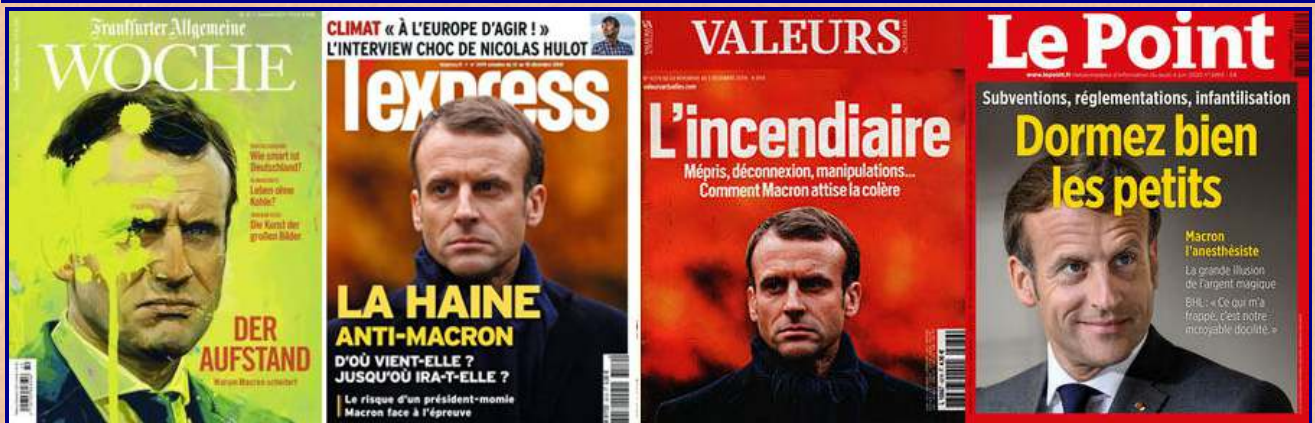 Frankfurter Allgemeine
WOCHE
Wie smart ist
Deutschland?
Leben ohne
Kohle?
Die Kunst der
großen Bilder
DER
AUFSTAND
Warum Macron scheitert
CLIMAT « À L'EUROPE D'AGIR ! »
L'INTERVIEW CHOC DE NICOLAS HULOT
l'express
LA HAINE
ANTI-MACRON
D'OÙ VIENT-ELLE ?
JUSQU'OÙ IRA-T-ELLE ?
Le risque d'un président-momie
Macron face à l'épreuve
VALEURS
valeursactuelles.com
L'incendiaire
Mépris, déconnexion, manipulations...
Comment Macron attise la colère
Le Point
www.lepoint.fr
Subventions, réglementations, infantilisation
Dormez bien
les petits
Macron
l'anesthésiste
La grande illusion
de l'argent magique
BHL : « Ce qui m'a
frappé, c'est notre
incroyable docilité. »